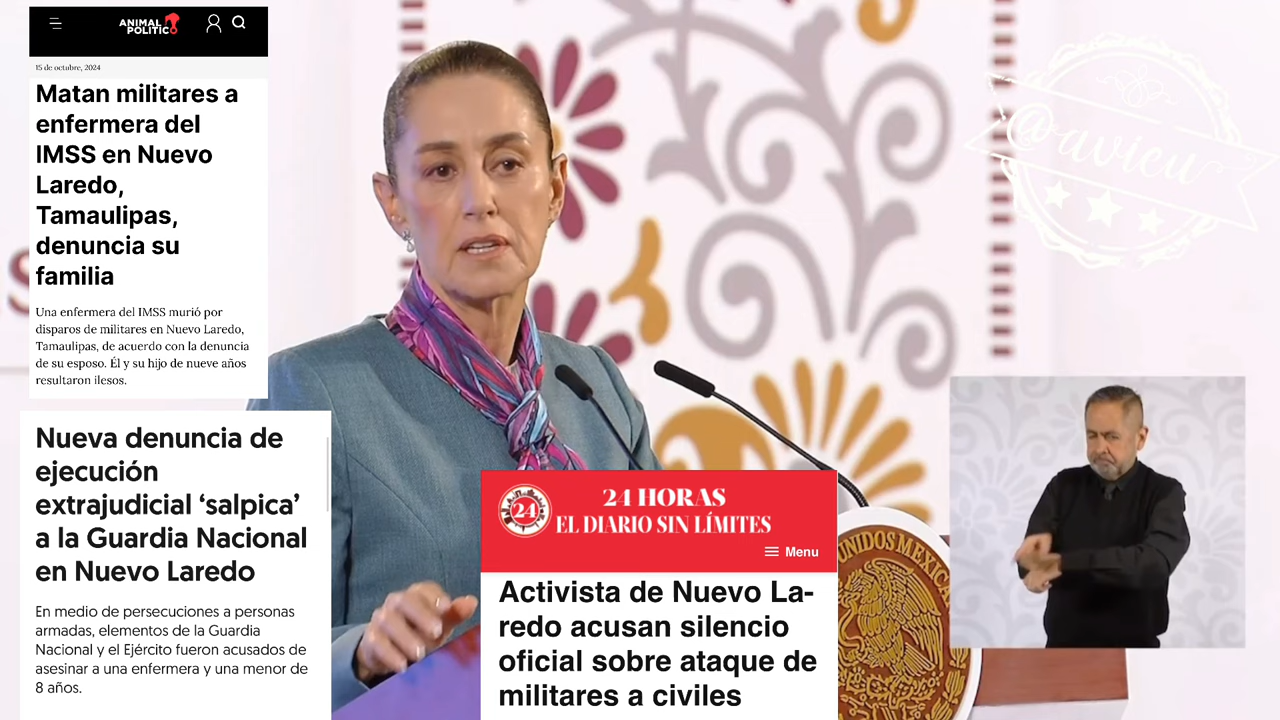 ANIMAL
POLÍTICO
15 de octubre, 2024
Matan militares a
enfermera del
IMSS en Nuevo
Laredo,
Tamaulipas,
denuncia su
familia
Una enfermera del IMSS murió por
disparos de militares en Nuevo Laredo,
Tamaulipas, de acuerdo con la denuncia
de su esposo. Él y su hijo de nueve años
resultaron ilesos.
Nueva denuncia de
ejecución
extrajudicial ‘salpica’
a la Guardia Nacional
en Nuevo Laredo
En medio de persecuciones a personas
armadas, elementos de la Guardia
Nacional y el Ejército fueron acusados de
asesinar a una enfermera y una menor de
8 años.
24
24 HORAS
EL DIARIO SIN LÍMITES
Menu
Activista de Nuevo La-
redo acusan silencio
oficial sobre ataque de
militares a civiles
UNIDOS MEXICA
@avicu